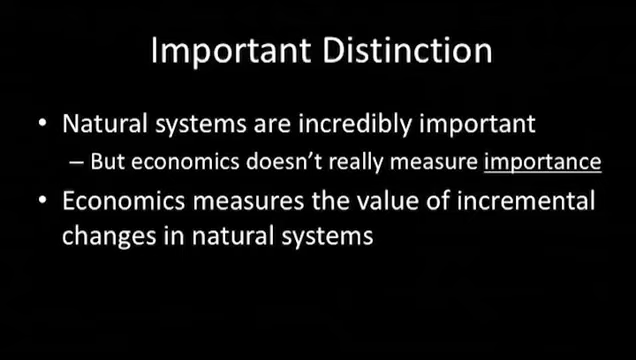 Important Distinction
• Natural systems are incredibly important
– But economics doesn't really measure importance
• Economics measures the value of incremental
changes in natural systems